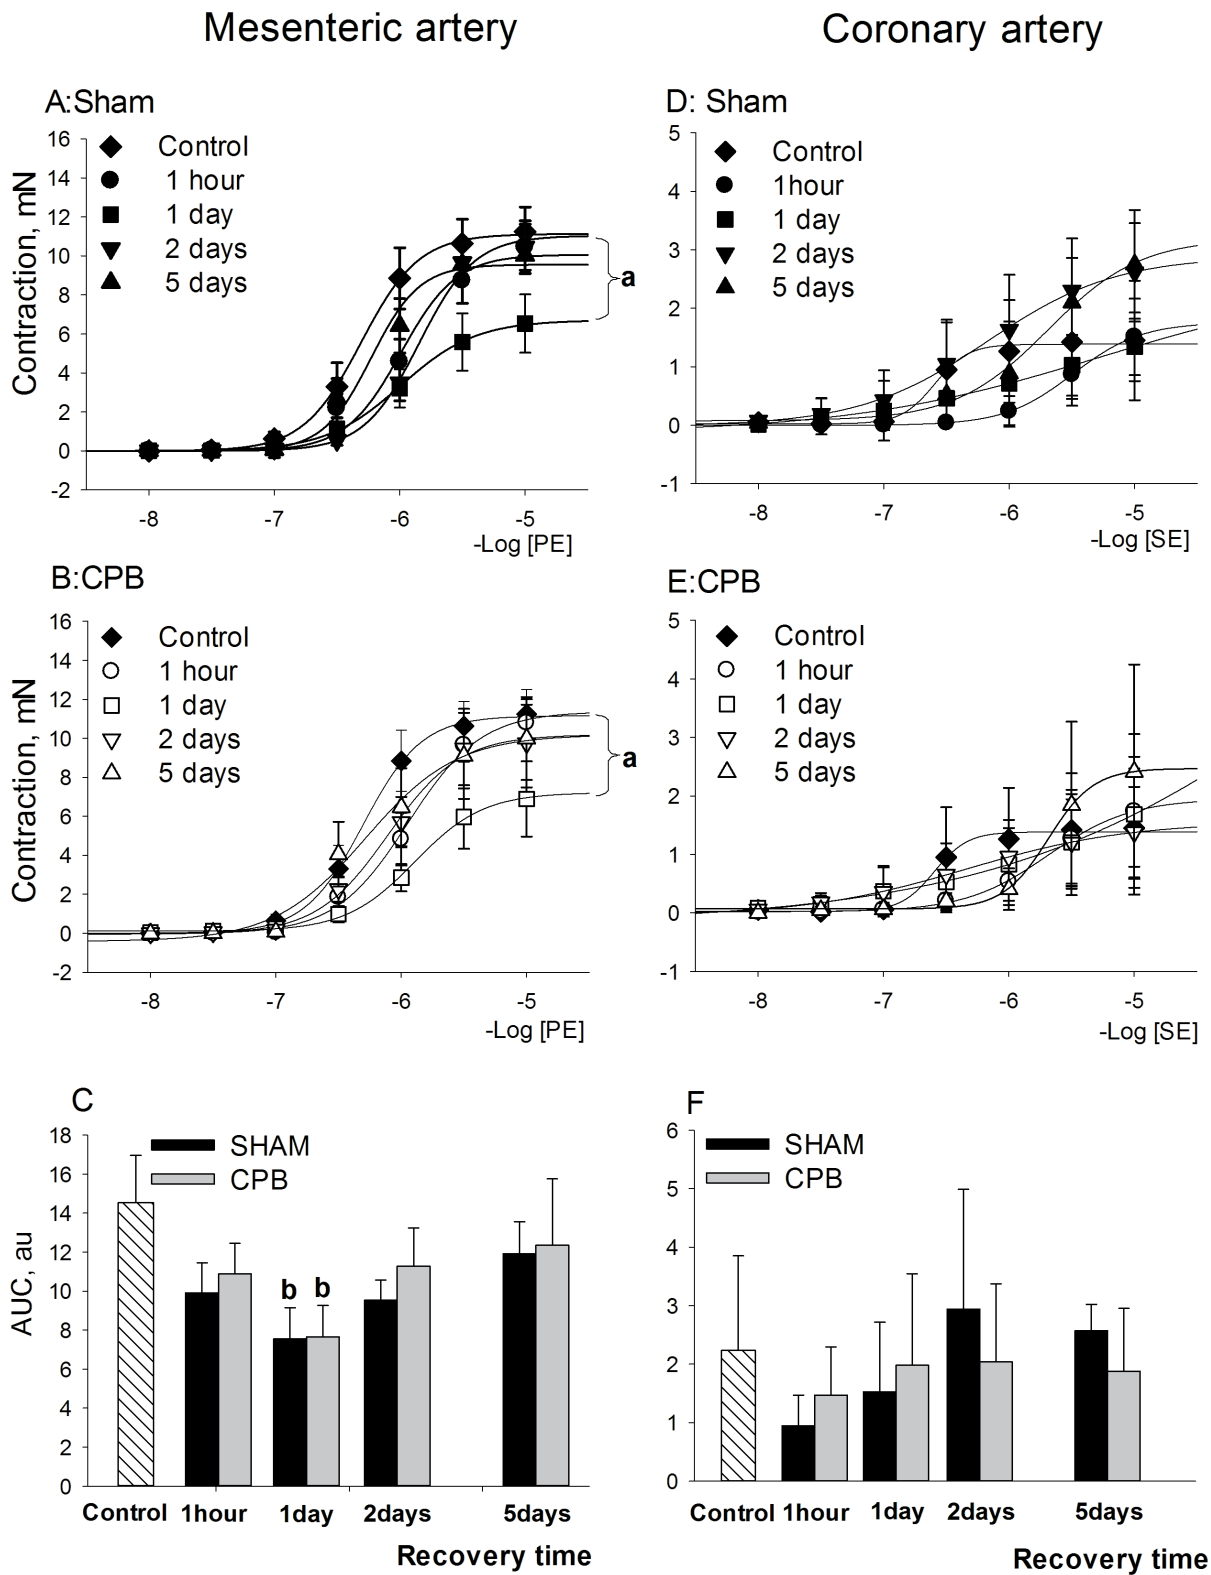 Mesenteric artery
Coronary artery
A:Sham
16
14
12
10
8
6
4
2
0
-2
Contraction, mN
Control
1 hour
1 day
2 days
5 days
a
-8
-7
-6
-5
-Log [PE]
D: Sham
5
4
3
2
1
0
-1
Control
1hour
1 day
2 days
5 days
-8
-7
-6
-5
-Log [SE]
B:CPB
16
14
12
10
8
6
4
2
0
-2
Contraction, mN
Control
1 hour
1 day
2 days
5 days
a
-8
-7
-6
-5
-Log [PE]
E:CPB
5
4
3
2
1
0
-1
Control
1 hour
1 day
2 days
5 days
-8
-7
-6
-5
-Log [SE]
C
18
16
14
12
10
8
6
4
2
0
AUC, au
SHAM
CPB
b b
Control 1hour 1day 2days 5days
Recovery time
F
6
5
4
3
2
1
0
SHAM
CPB
Control 1hour 1day 2days 5days
Recovery time